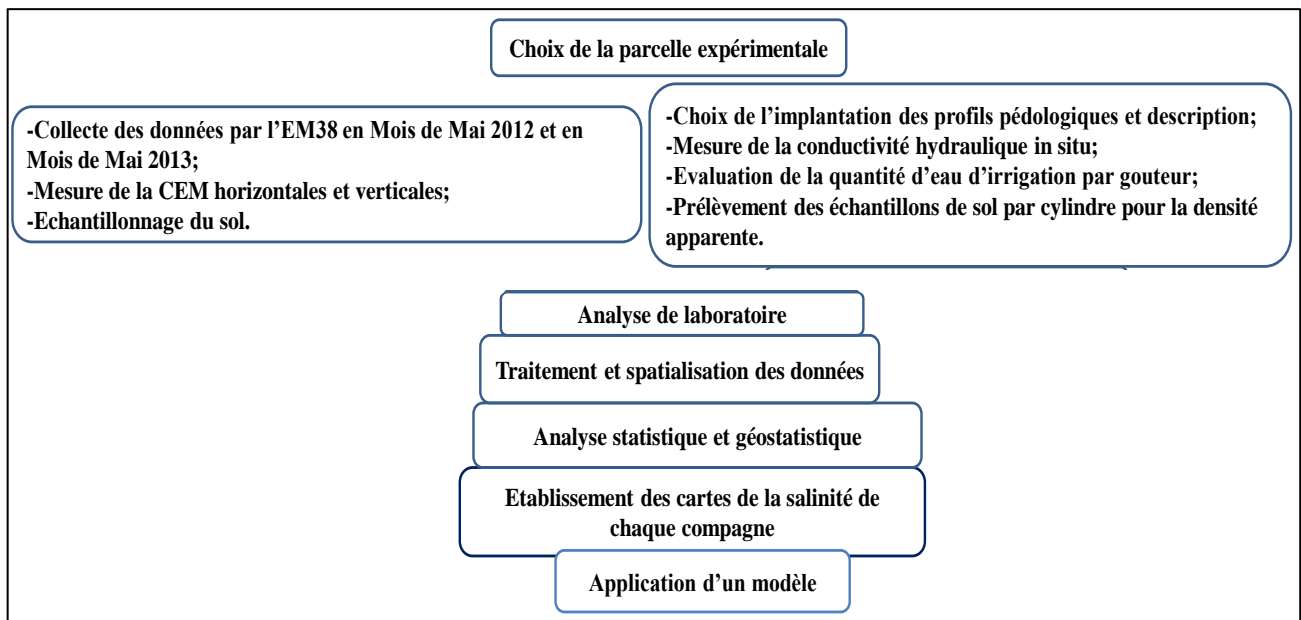 Choix de la parcelle expérimentale
-Collecte des données par l'EM38 en Mois de Mai 2012 et en
Mois de Mai 2013;
-Mesure de la CEM horizontales et verticales;
-Echantillonnage du sol.
-Choix de l'implantation des profils pédologiques et description;
-Mesure de la conductivité hydraulique in situ;
-Evaluation de la quantité d'eau d'irrigation par gouteur;
-Prélèvement des échantillons de sol par cylindre pour la densité
apparente.
Analyse de laboratoire
Traitement et spatialisation des données
Analyse statistique et géostatistique
Etablissement des cartes de la salinité de
chaque compagne
Application d'un modèle